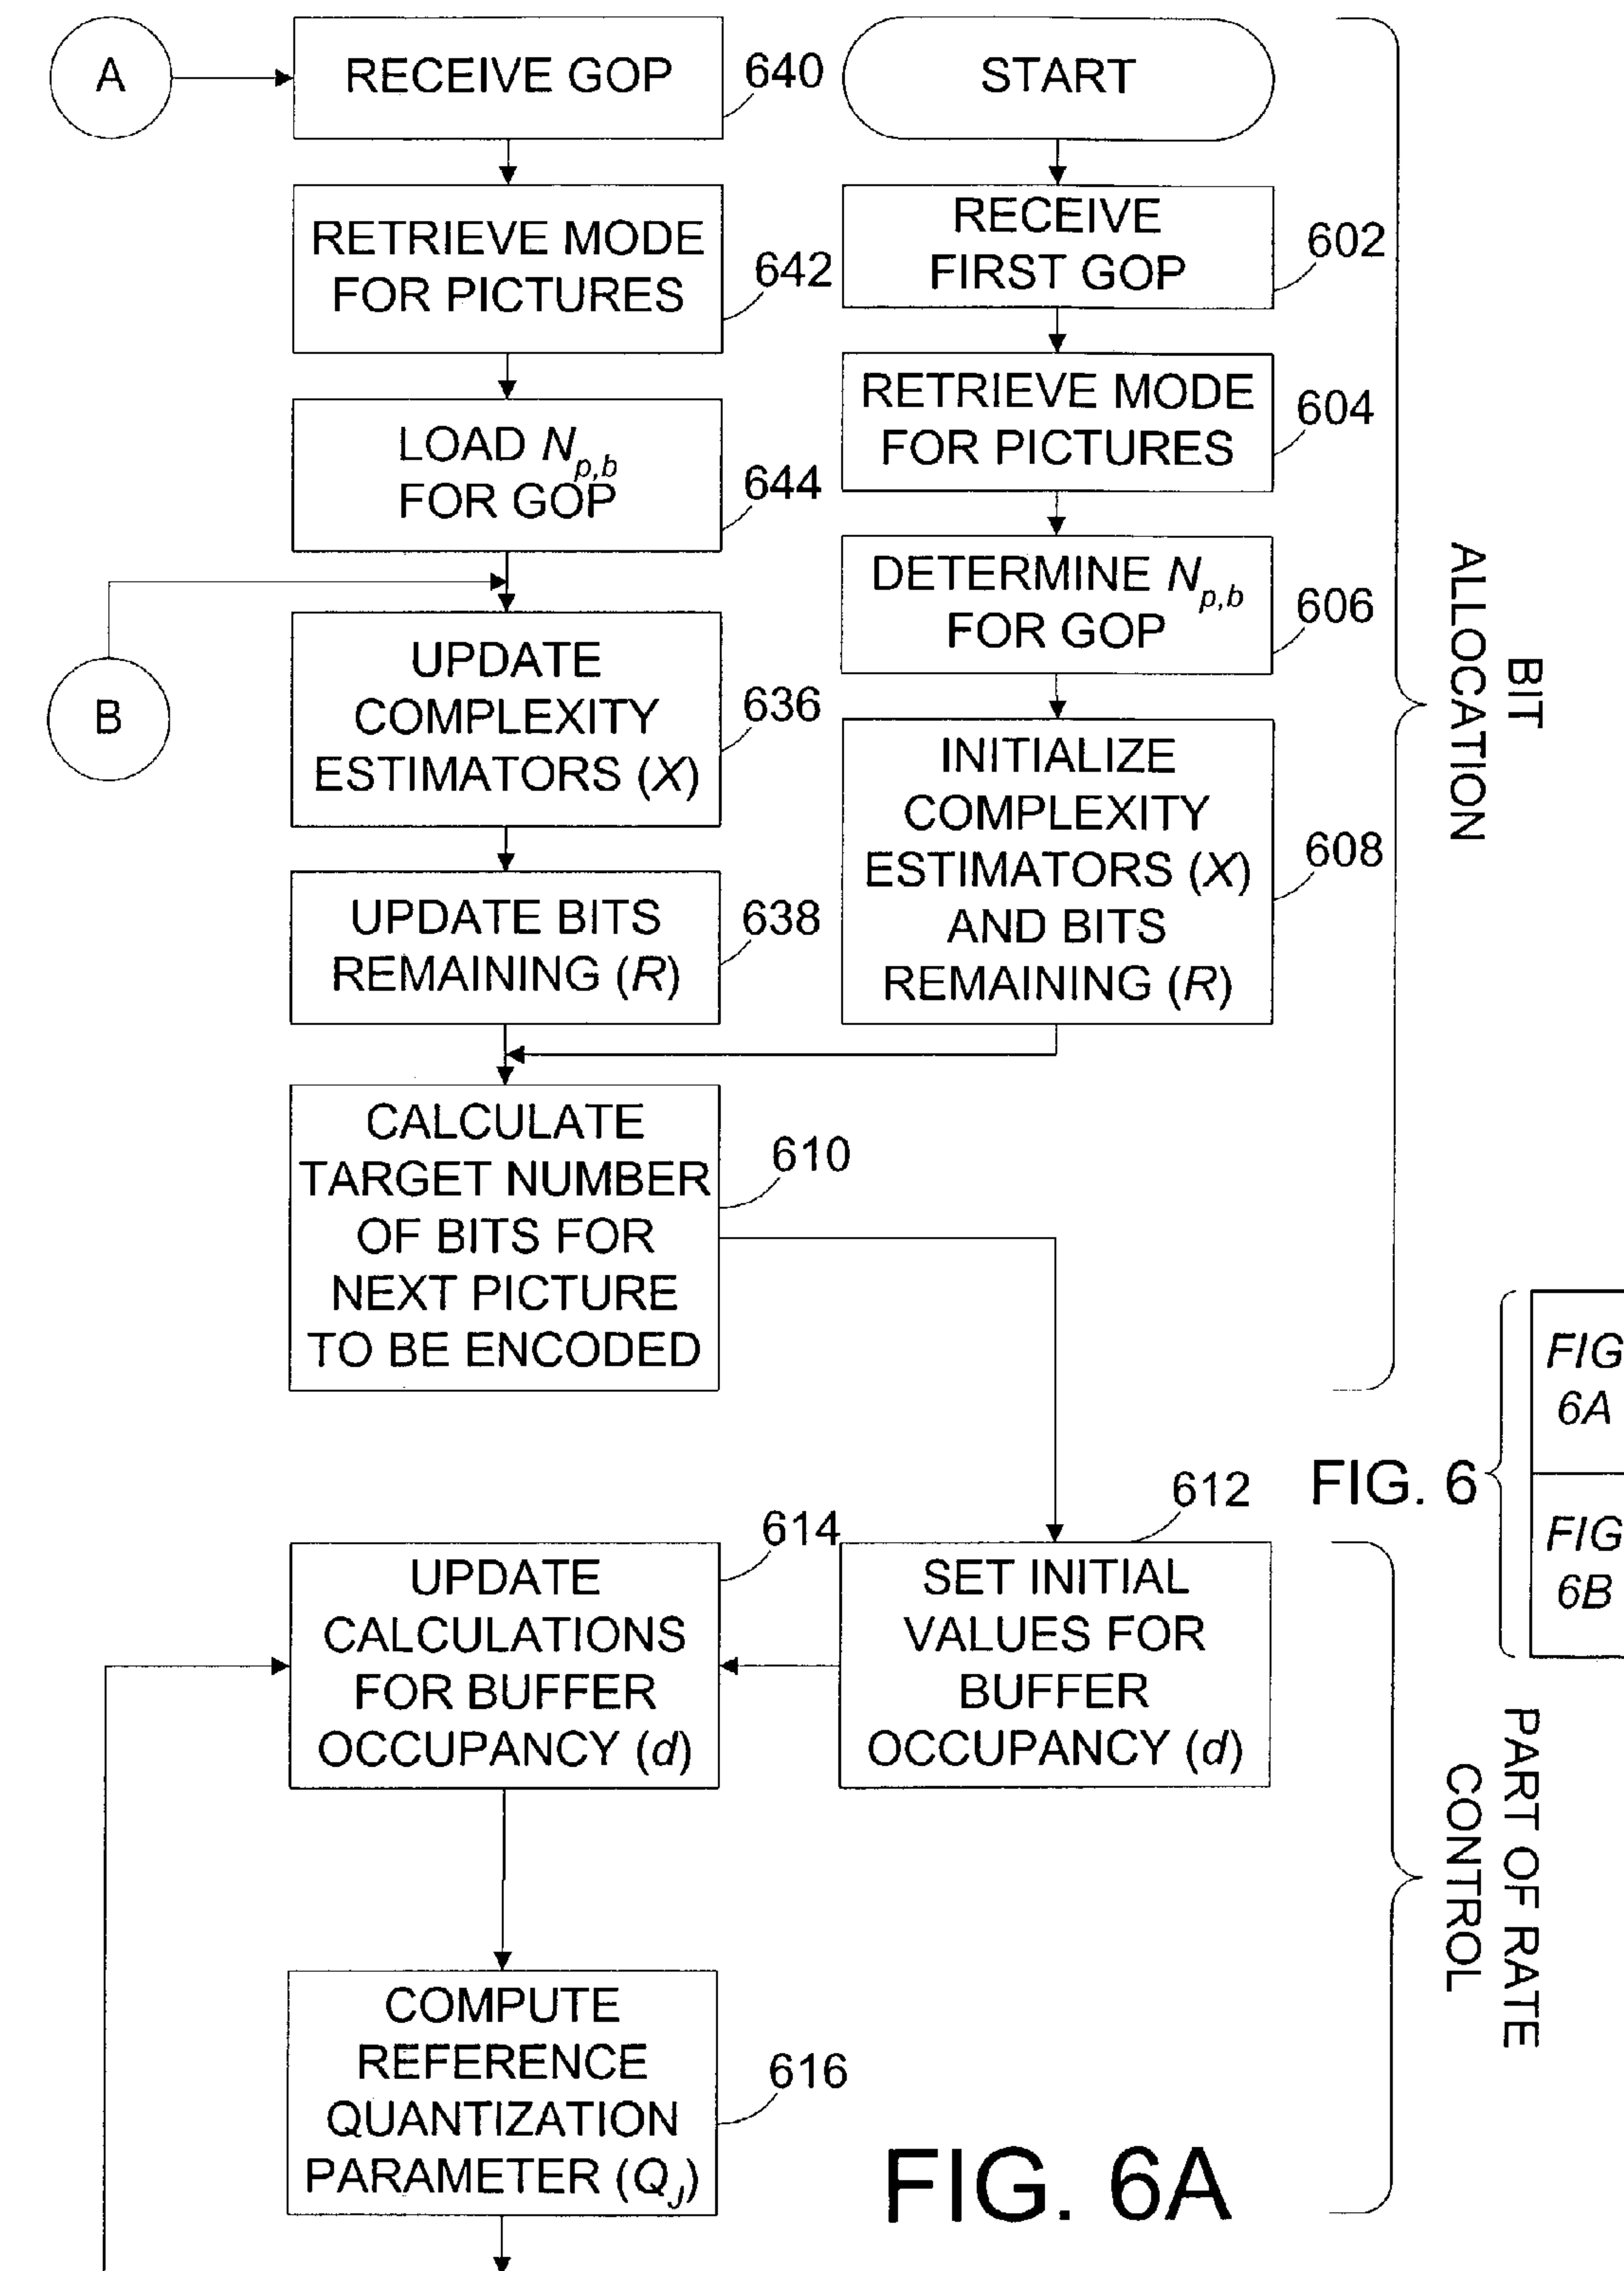 A
RECEIVE GOP
640
START
RETRIEVE MODE
FOR PICTURES
642
RECEIVE
FIRST GOP
602
LOAD Np,b
FOR GOP
644
RETRIEVE MODE
FOR PICTURES
604
DETERMINE Np,b
FOR GOP
606
B
UPDATE
COMPLEXITY
ESTIMATORS (X)
636
INITIALIZE
COMPLEXITY
ESTIMATORS (X)
AND BITS
REMAINING (R)
608
UPDATE BITS
REMAINING (R)
638
CALCULATE
TARGET NUMBER
OF BITS FOR
NEXT PICTURE
TO BE ENCODED
610
BIT
ALLOCATION
FIG. 6
FIG
6A
FIG
6B
UPDATE
CALCULATIONS
FOR BUFFER
OCCUPANCY (d)
614
SET INITIAL
VALUES FOR
BUFFER
OCCUPANCY (d)
612
COMPUTE
REFERENCE
QUANTIZATION
PARAMETER (QJ)
616
PART OF RATE
CONTROL
FIG. 6A